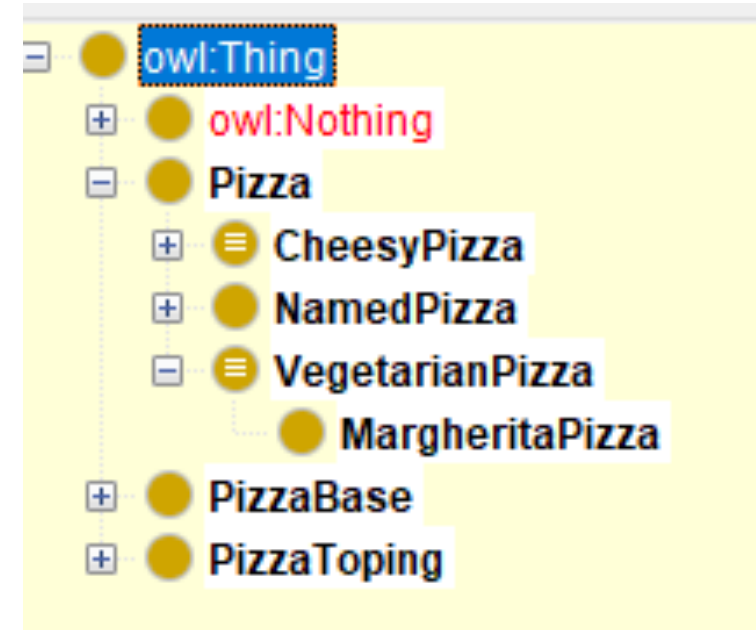 owl:Thing
owl:Nothing
Pizza
CheesyPizza
NamedPizza
VegetarianPizza
MargheritaPizza
PizzaBase
PizzaToping